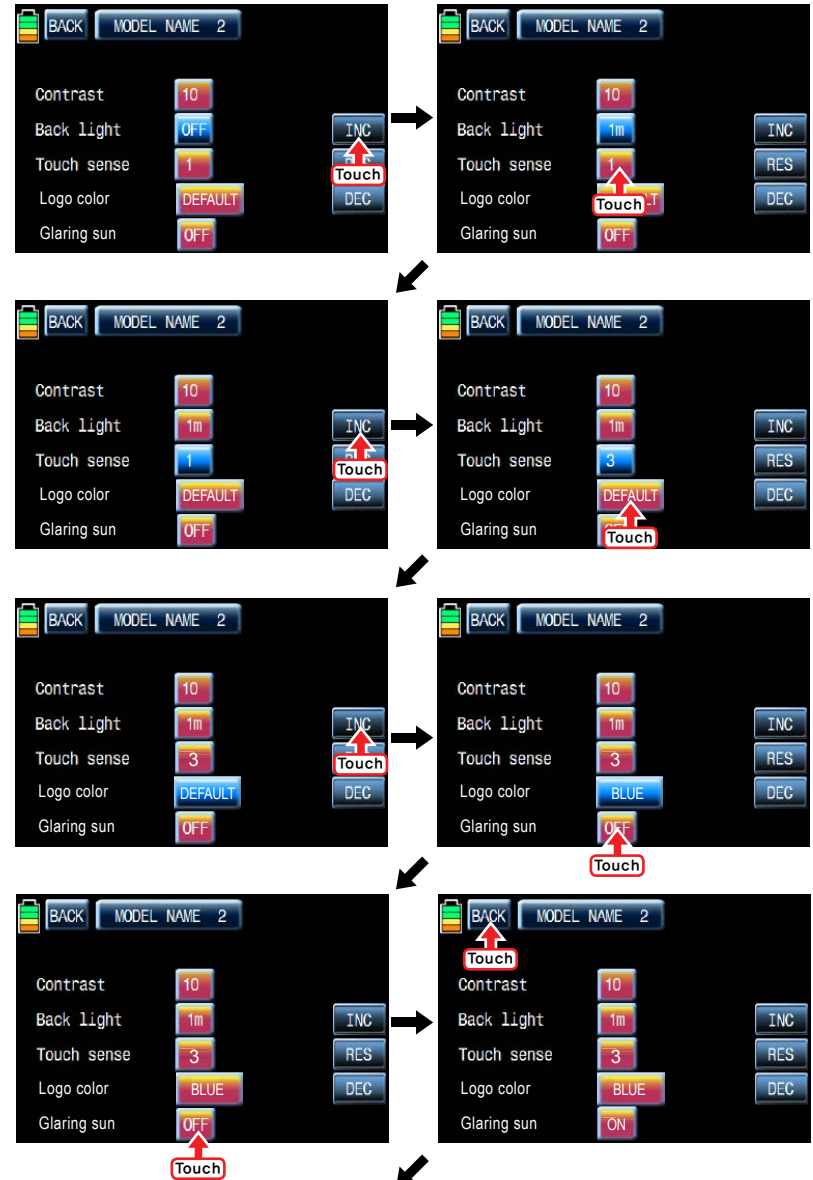 BACK MODEL NAME 2
Contrast 10
Back light OFF INC
Touch sense 1
Touch
Logo color DEFAULT DEC
Glaring sun OFF
BACK MODEL NAME 2
Contrast 10
Back light 1m INC
Touch sense 1 RES
Logo color Touch LT DEC
Glaring sun OFF
BACK MODEL NAME 2
Contrast 10
Back light 1m INC
Touch sense 1
Touch
Logo color DEFAULT DEC
Glaring sun OFF
BACK MODEL NAME 2
Contrast 10
Back light 1m INC
Touch sense 3 RES
Logo color DEFAULT DEC
Glaring sun Touch
BACK MODEL NAME 2
Contrast 10
Back light 1m INC
Touch sense 3 Touch
Logo color DEFAULT DEC
Glaring sun OFF
BACK MODEL NAME 2
Contrast 10
Back light 1m INC
Touch sense 3 RES
Logo color BLUE DEC
Glaring sun OFF
Touch
BACK MODEL NAME 2
Contrast 10
Back light 1m INC
Touch sense 3 RES
Logo color BLUE DEC
Glaring sun OFF
Touch
BACK MODEL NAME 2
Touch
Contrast 10
Back light 1m INC
Touch sense 3 RES
Logo color BLUE DEC
Glaring sun ON